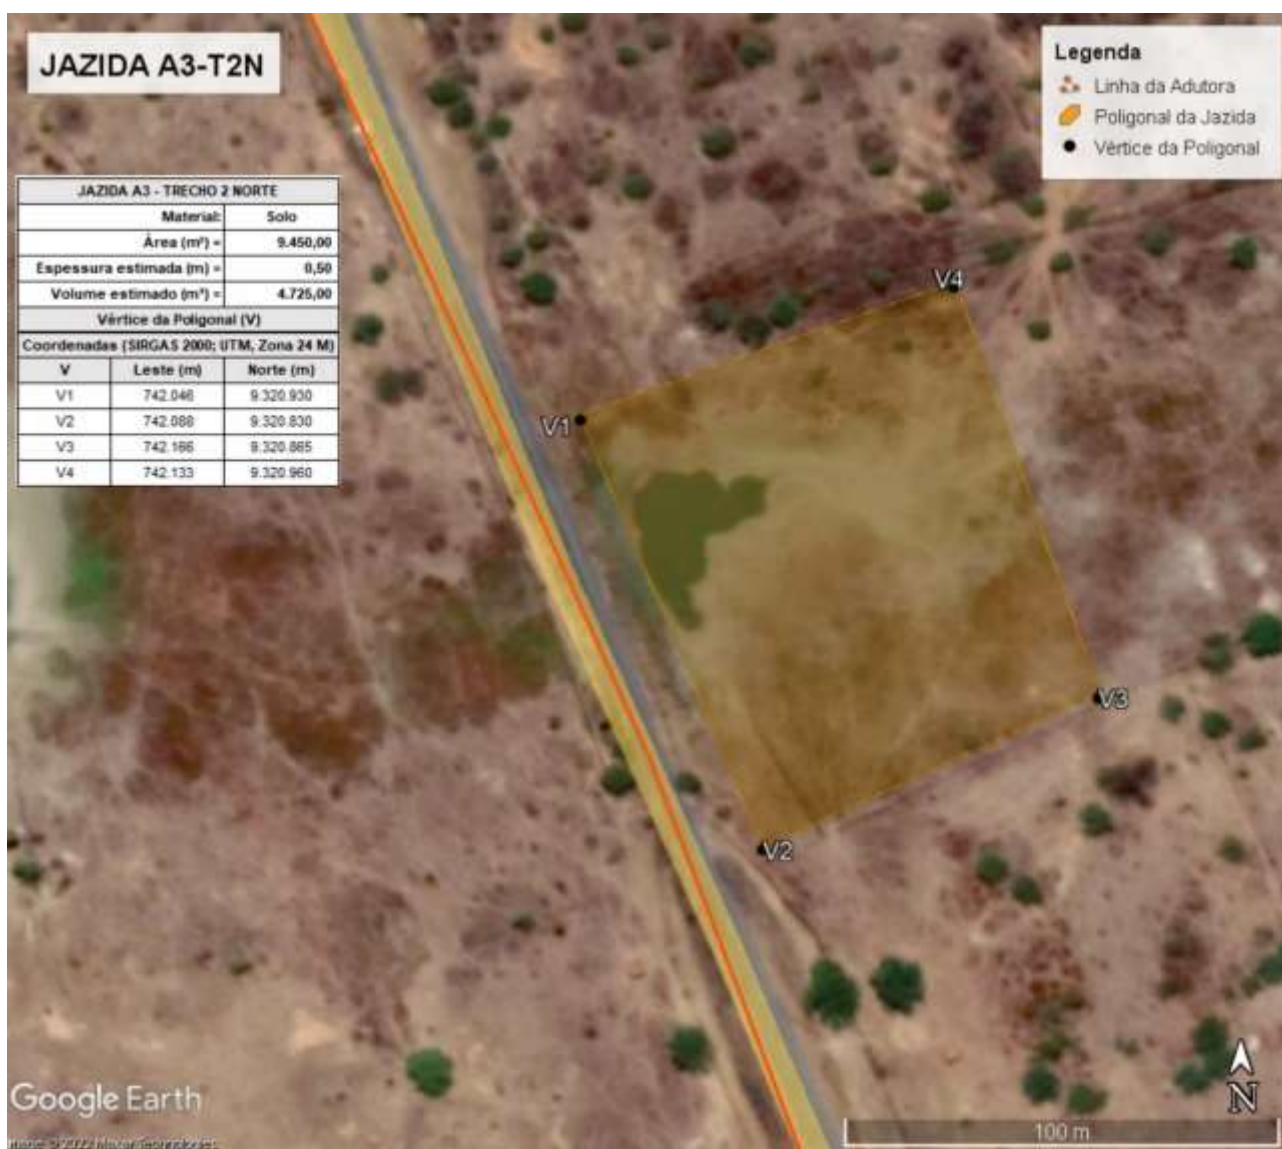 JAZIDA A3-T2N
Legenda
Linha da Adutora
Poligonal da Jazida
Vértice da Poligonal
JAZIDA A3 - TRECHO 2 NORTE
Material: Solo
Área (m²) = 9.450,00
Espessura estimada (m) = 0,50
Volume estimado (m³) = 4.725,00
Vértice da Poligonal (V)
Coordenadas (SIRGAS 2000; UTM, Zona 24 M)
V Leste (m) Norte (m)
V1 742.046 9.320.930
V2 742.088 9.320.830
V3 742.166 9.320.865
V4 742.133 9.320.960
V4
V1
V3
V2
Google Earth
N
100 m
Image © 2022 Maxar Technologies